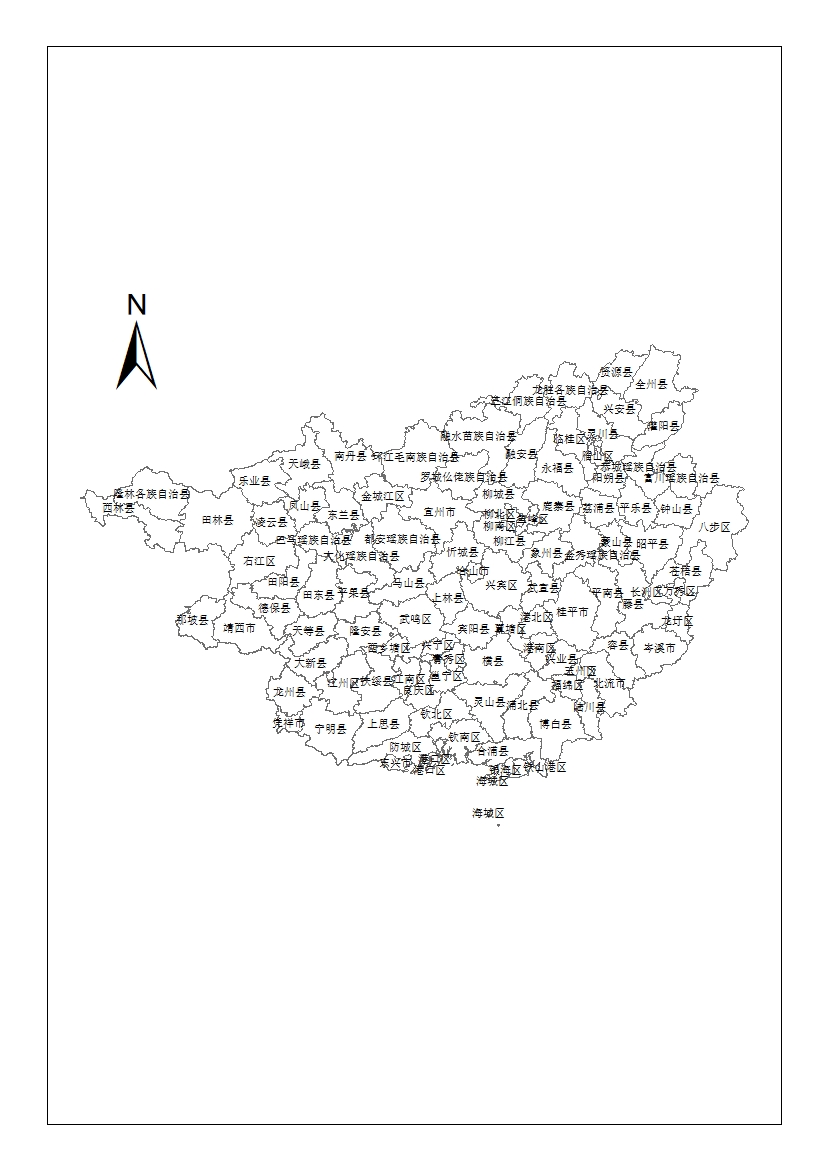 N
资源县
全州县
龙胜各族自治县
三江侗族自治县
兴安县
灌阳县
融水苗族自治县
临桂区
灵川县
南丹县
环江毛南族自治县
融安县
雁山区
天峨县
永福县
恭城瑶族自治县
乐业县
罗城仫佬族自治县
阳朔县
富川瑶族自治县
隆林各族自治县
金城江区
柳城县
西林县
凤山县
东兰县
宜州市
鹿寨县
荔浦县
平乐县
钟山县
田林县
凌云县
柳北区
柳南区
八步区
巴马瑶族自治县
都安瑶族自治县
柳江县
昭平县
大化瑶族自治县
忻城县
象州县
金秀瑶族自治县
右江区
合山市
苍梧县
田阳县
马山县
兴宾区
武宣县
田东县
平果县
上林县
平南县
长洲区
万秀区
德保县
桂平市
藤县
那坡县
靖西市
天等县
隆安县
武鸣区
宾阳县
覃塘区
港北区
龙圩区
西乡塘区
兴宁区
港南区
容县
岑溪市
大新县
青秀区
横县
兴业县
玉州区
龙州县
江州区
扶绥县
江南区
邕宁区
良庆区
福绵区
北流市
凭祥市
宁明县
上思县
钦北区
灵山县
浦北县
陆川县
博白县
防城区
钦南区
合浦县
东兴市
港口区
港口区
银海区
铁山港区
海城区
海城区